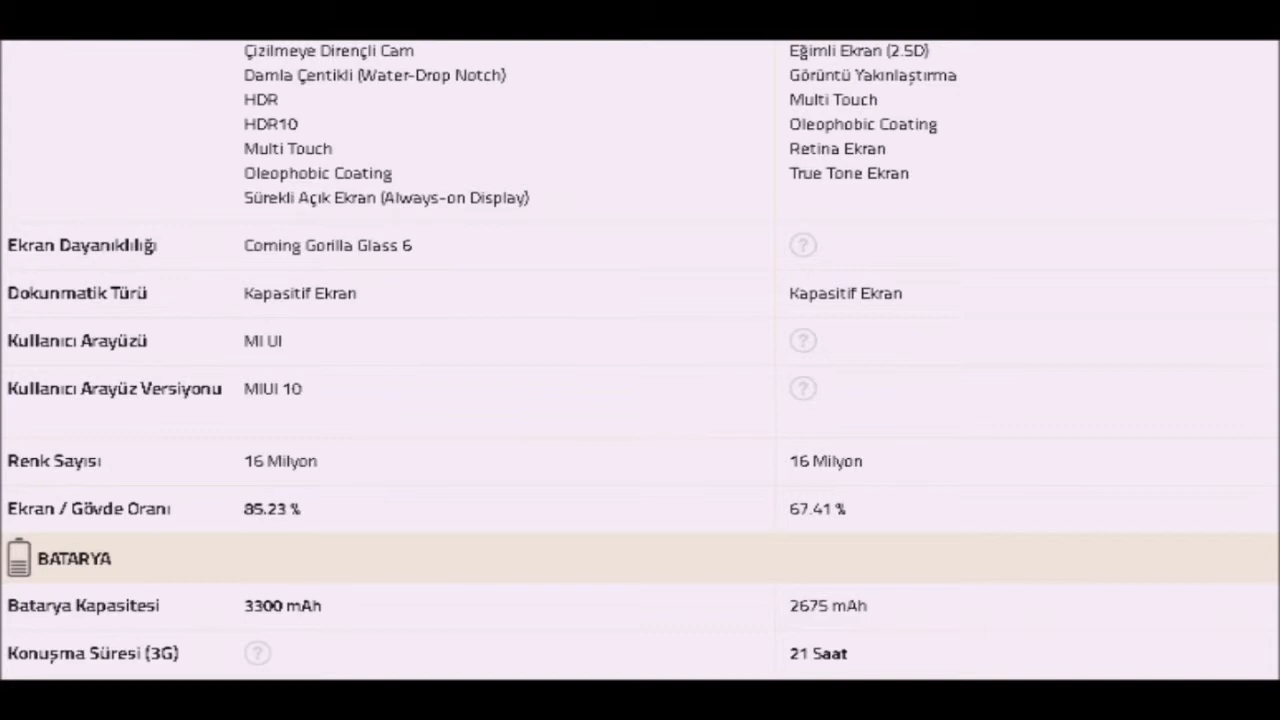 Çizilmeye Dirençli Cam Eğimli Ekran (2.5D)
Damla Çentikli (Water-Drop Notch) Görüntü Yakınlaştırma
HDR Multi Touch
HDR10 Oleophobic Coating
Multi Touch Retina Ekran
Oleophobic Coating True Tone Ekran
Sürekli Açık Ekran (Always-on Display)
Ekran Dayanıklılığı Corning Gorilla Glass 6 ?
Dokunmatik Türü Kapasitif Ekran Kapasitif Ekran
Kullanıcı Arayüzü MI UI ?
Kullanıcı Arayüz Versiyonu MIUI 10 ?
Renk Sayısı 16 Milyon 16 Milyon
Ekran / Gövde Oranı 85.23 % 67.41 %
BATARYA
Batarya Kapasitesi 3300 mAh 2675 mAh
Konuşma Süresi (3G) ? 21 Saat